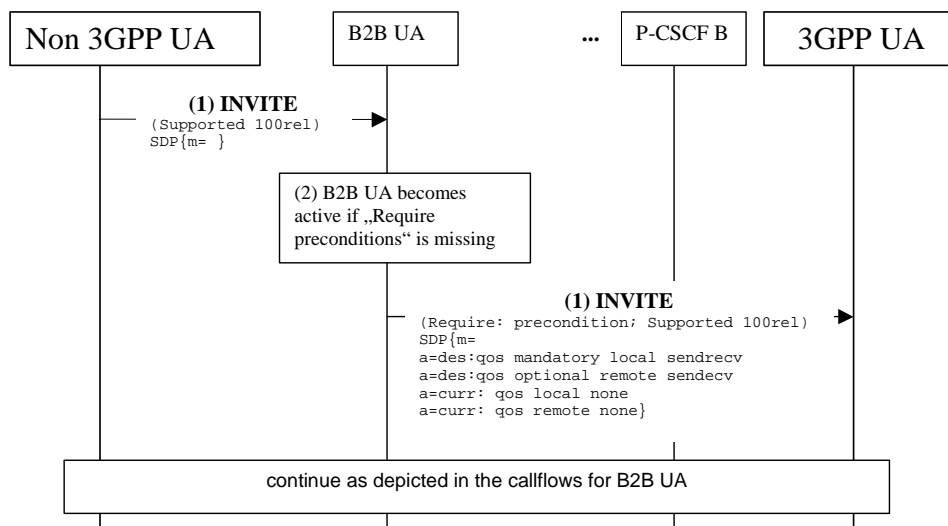 Non 3GPP UA
B2B UA
...
P-CSCF B
3GPP UA
(1) INVITE
(Supported 100rel)
SDP{m= }
(2) B2B UA becomes
active if „Require
preconditions“ is missing
(1) INVITE
(Require: precondition; Supported 100rel)
SDP{m=
a=des:qos mandatory local sendrecv
a=des:qos optional remote sendecv
a=curr: qos local none
a=curr: qos remote none}
continue as depicted in the callflows for B2B UA